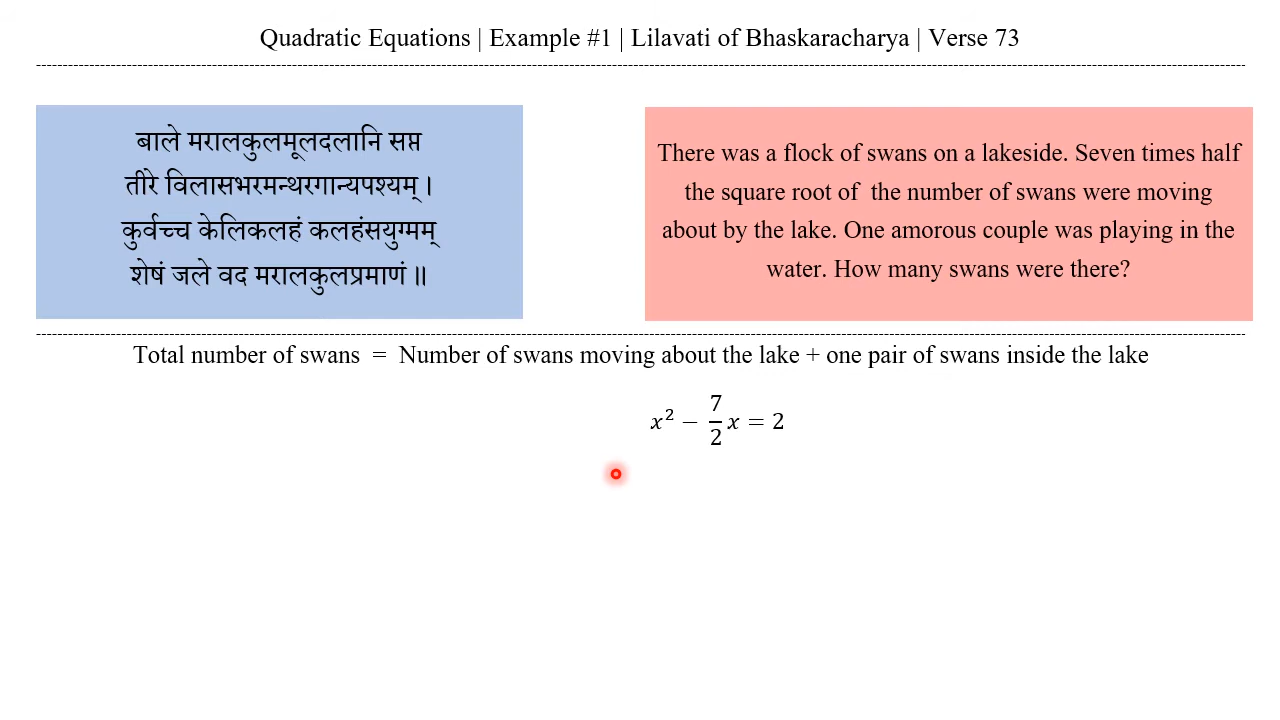 Quadratic Equations | Example #1 | Lilavati of Bhaskaracharya | Verse 73
बाले मरालकुलमूलदलानि सप्त
तीरे विलासभरमन्थरगान्यपश्यम् ।
कुर्वच्च केलिकलहं कलहंसयुग्मम्
शेषं जले वद मरालकुलप्रमाणं ॥
There was a flock of swans on a lakeside. Seven times half
the square root of the number of swans were moving
about by the lake. One amorous couple was playing in the
water. How many swans were there?
Total number of swans = Number of swans moving about the lake + one pair of swans inside the lake
x² − 7/2 x = 2